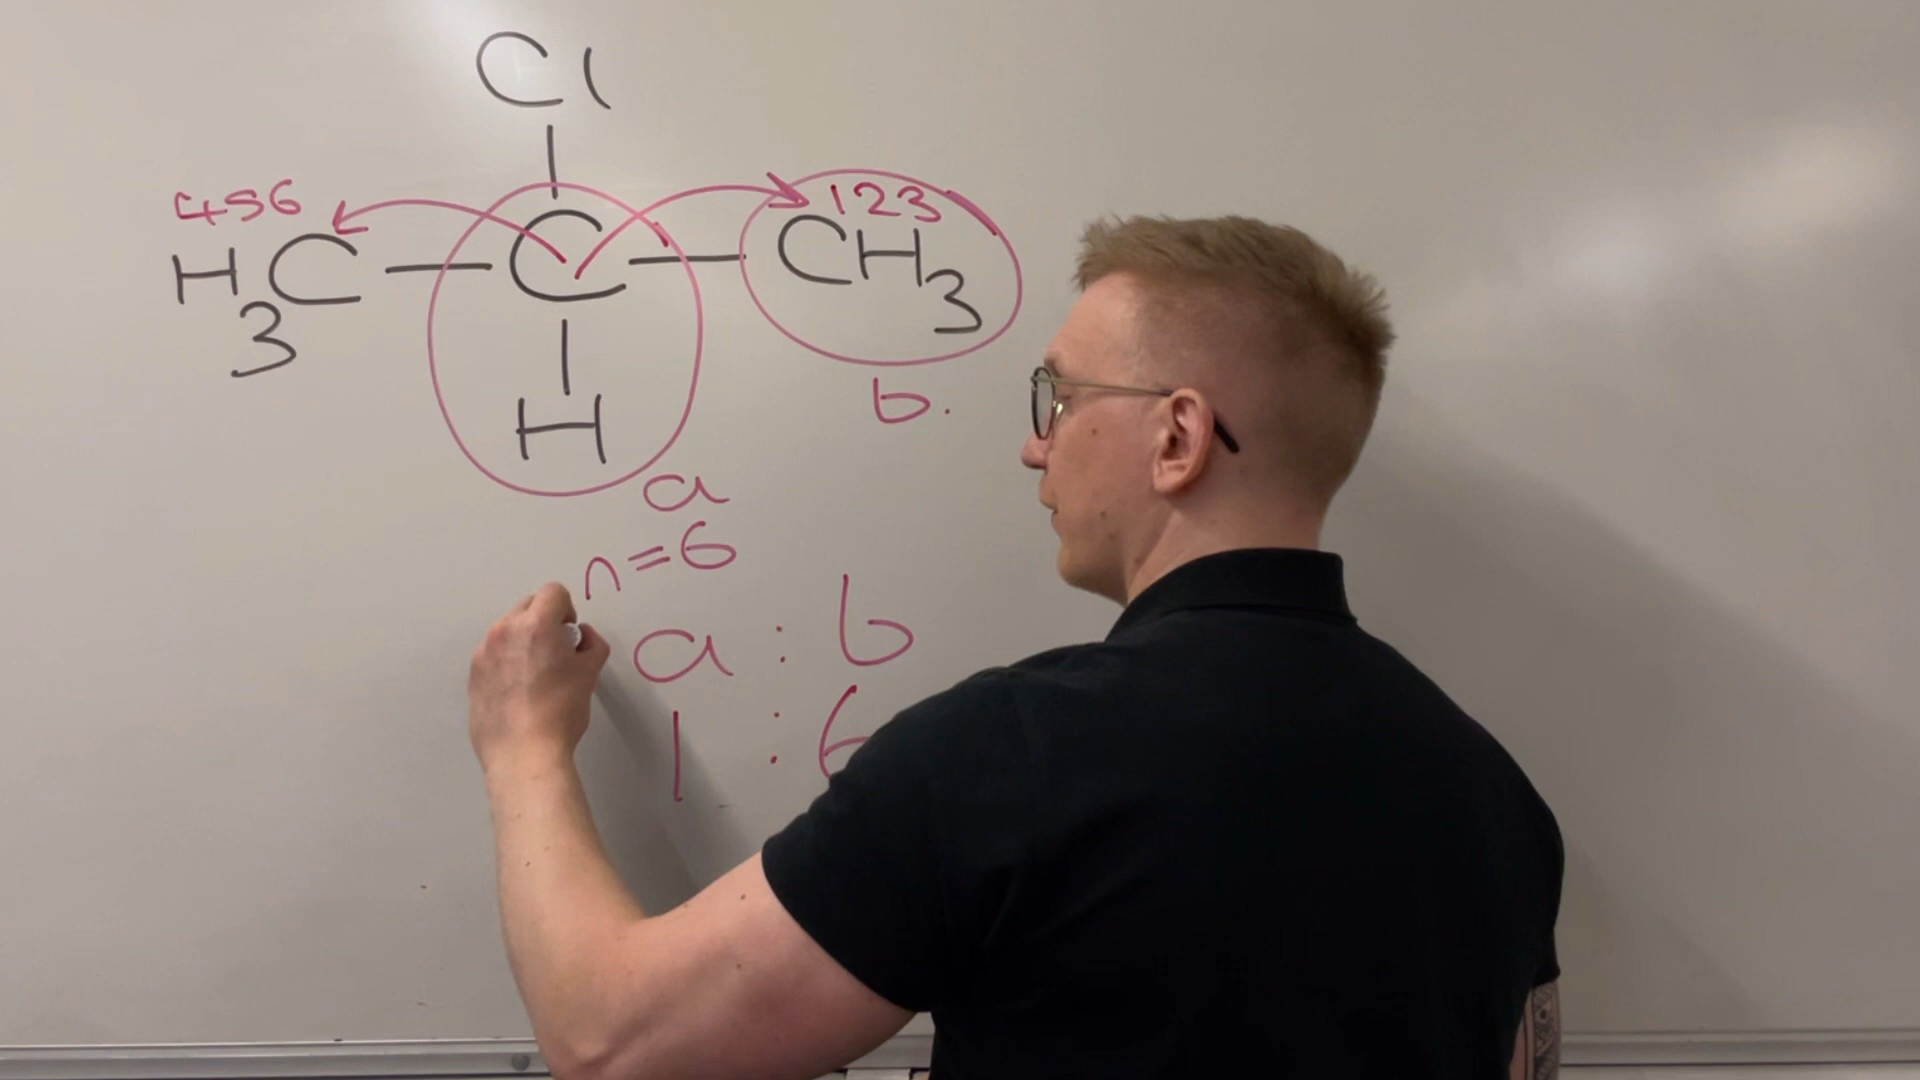 Cl
456 123
H3C — C — CH3
H
b.
a
n=6
a : b
1 : 6